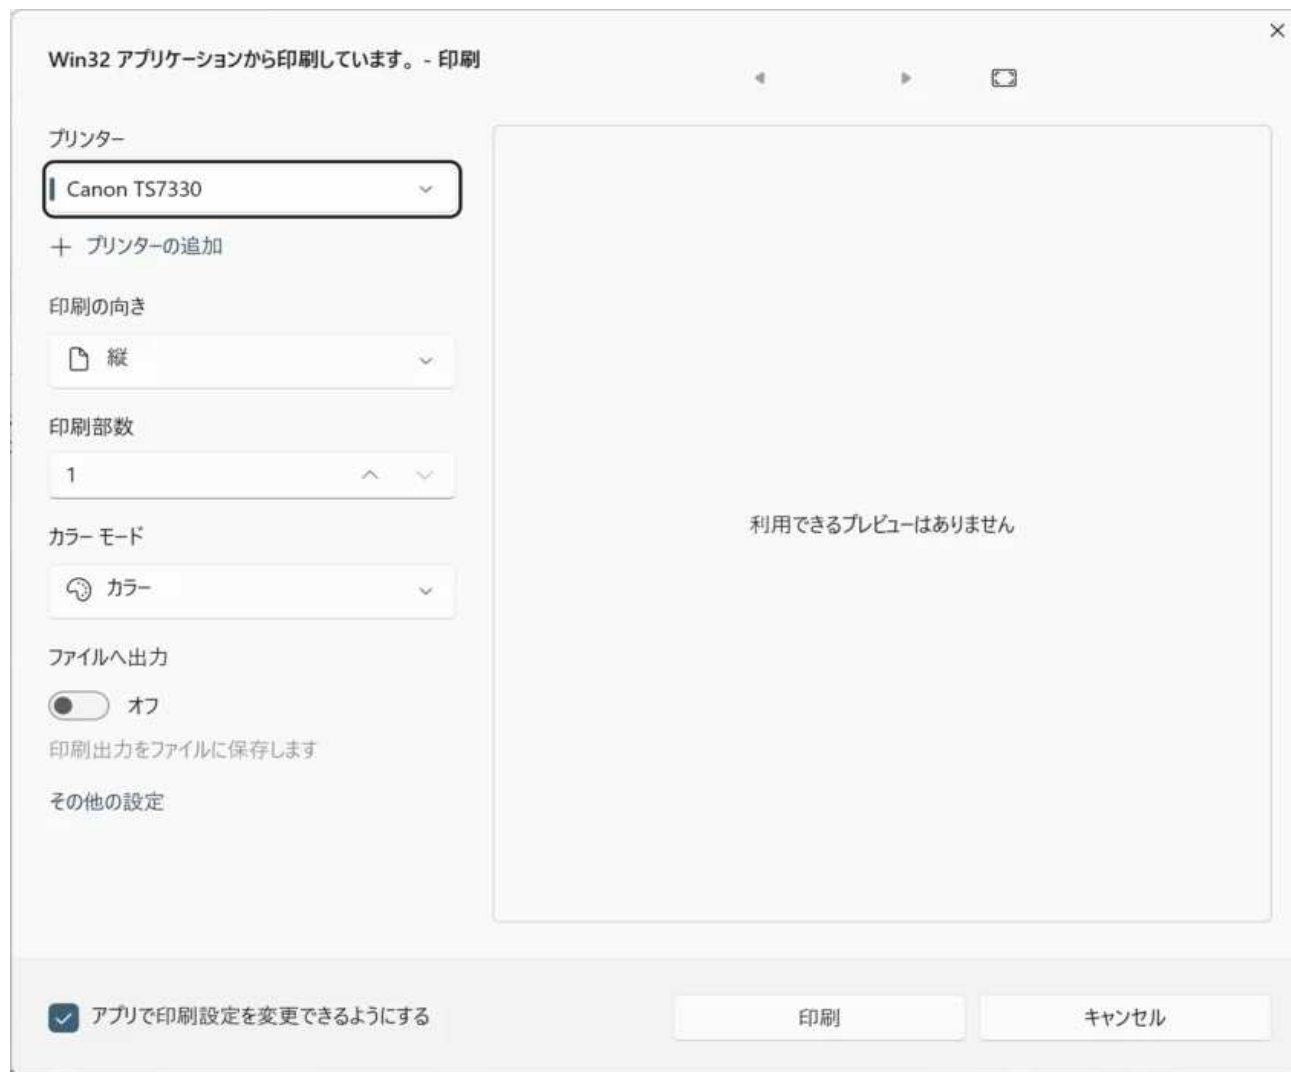 Win32 アプリケーションから印刷しています。 - 印刷
プリンター
Canon TS7330
プリンターの追加
印刷の向き
縦
印刷部数
1
カラー モード
カラー
ファイルへ出力
オフ
印刷出力をファイルに保存します
その他の設定
利用できるプレビューはありません
アプリで印刷設定を変更できるようにする
印刷
キャンセル